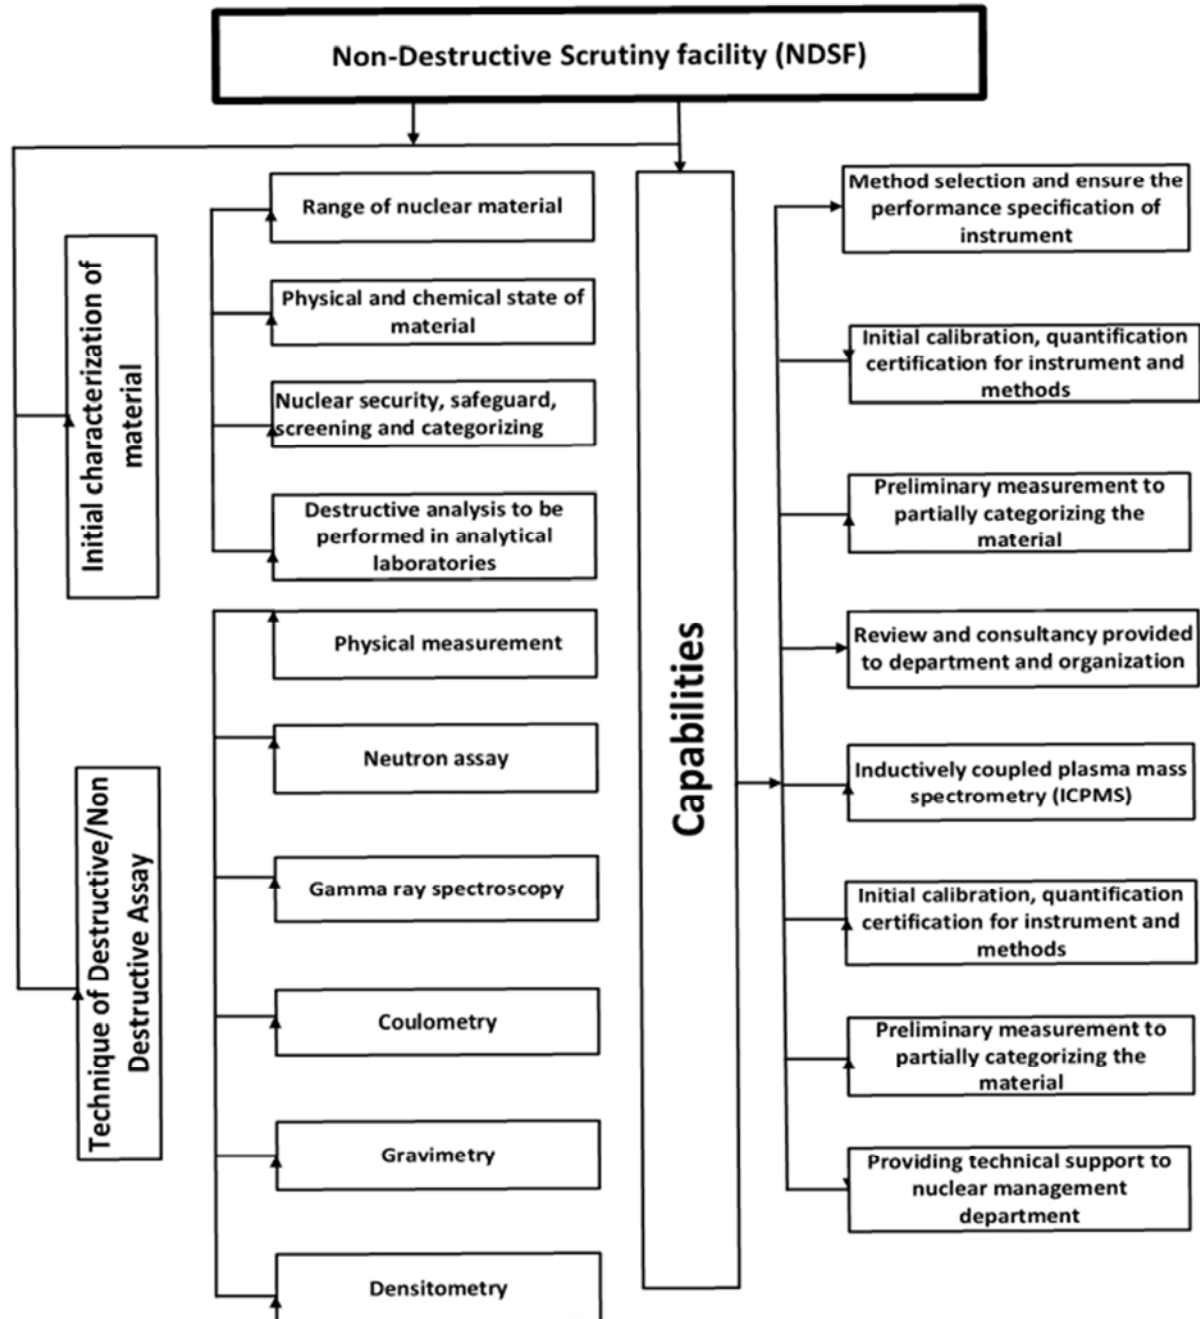 Non-Destructive Scrutiny facility (NDSF)
Initial characterization of
material
Range of nuclear material
Physical and chemical state of
material
Nuclear security, safeguard,
screening and categorizing
Destructive analysis to be
performed in analytical
laboratories
Technique of Destructive/Non
Destructive Assay
Physical measurement
Neutron assay
Gamma ray spectroscopy
Coulometry
Gravimetry
Densitometry
Capabilities
Method selection and ensure the
performance specification of
instrument
Initial calibration, quantification
certification for instrument and
methods
Preliminary measurement to
partially categorizing the
material
Review and consultancy provided
to department and organization
Inductively coupled plasma mass
spectrometry (ICPMS)
Initial calibration, quantification
certification for instrument and
methods
Preliminary measurement to
partially categorizing the
material
Providing technical support to
nuclear management
department